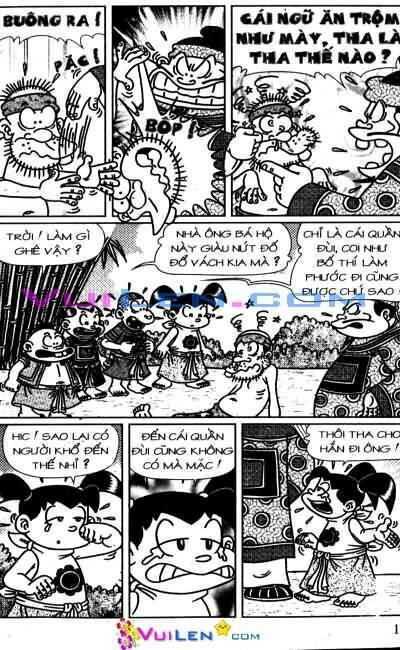 BUÔNG RA !
PẶC !
BOP !
CÁI NGỮ ĂN TRỘM
NHƯ MÀY, THA LÀ
THA THẾ NÀO ?
TRỜI ! LÀM GÌ
GHÊ VẬY ?
NHÀ ÔNG BÁ HỘ
NÀY GIÀU NỨT ĐỐ
ĐỔ VÁCH KIA MÀ ?
CHỈ LÀ CÁI QUẦN
ĐÙI, COI NHƯ
BỐ THÍ LÀM
PHƯỚC ĐI CŨNG
ĐƯỢC CHỨ SAO !
VUILEN.COM
HIC ! SAO LẠI CÓ
NGƯỜI KHỔ ĐẾN
THẾ NHỈ ?
ĐẾN CÁI QUẦN
ĐÙI CŨNG KHÔNG
CÓ MÀ MẶC !
THÔI THA CHO
HẮN ĐI ÔNG !
VUILEN.COM